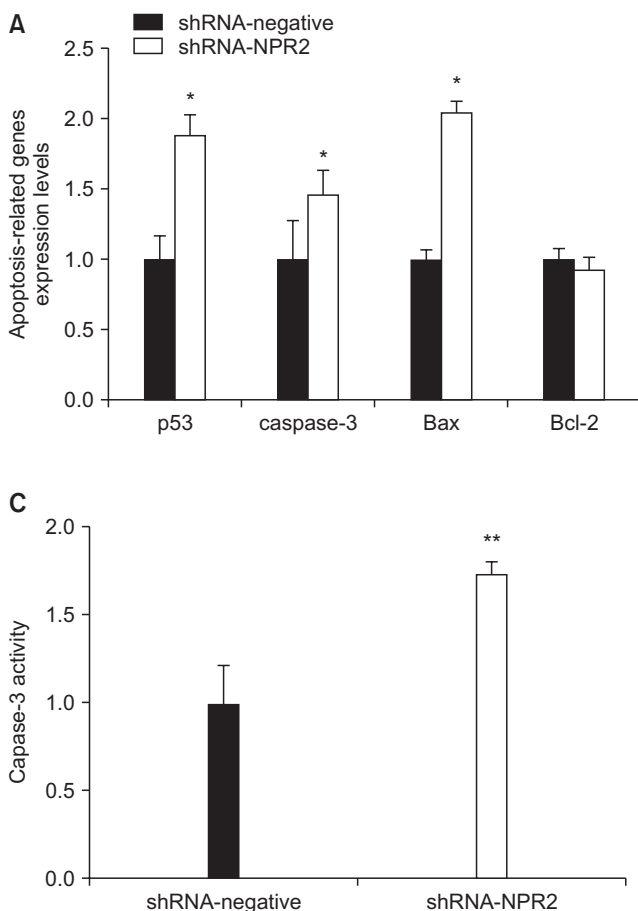 A
shRNA-negative
shRNA-NPR2
Apoptosis-related genes
expression levels
2.5
2.0
1.5
1.0
0.5
0.0
*
*
*
p53 caspase-3 Bax Bcl-2
C
Capase-3 activity
2.0
1.5
1.0
0.5
0.0
**
shRNA-negative shRNA-NPR2